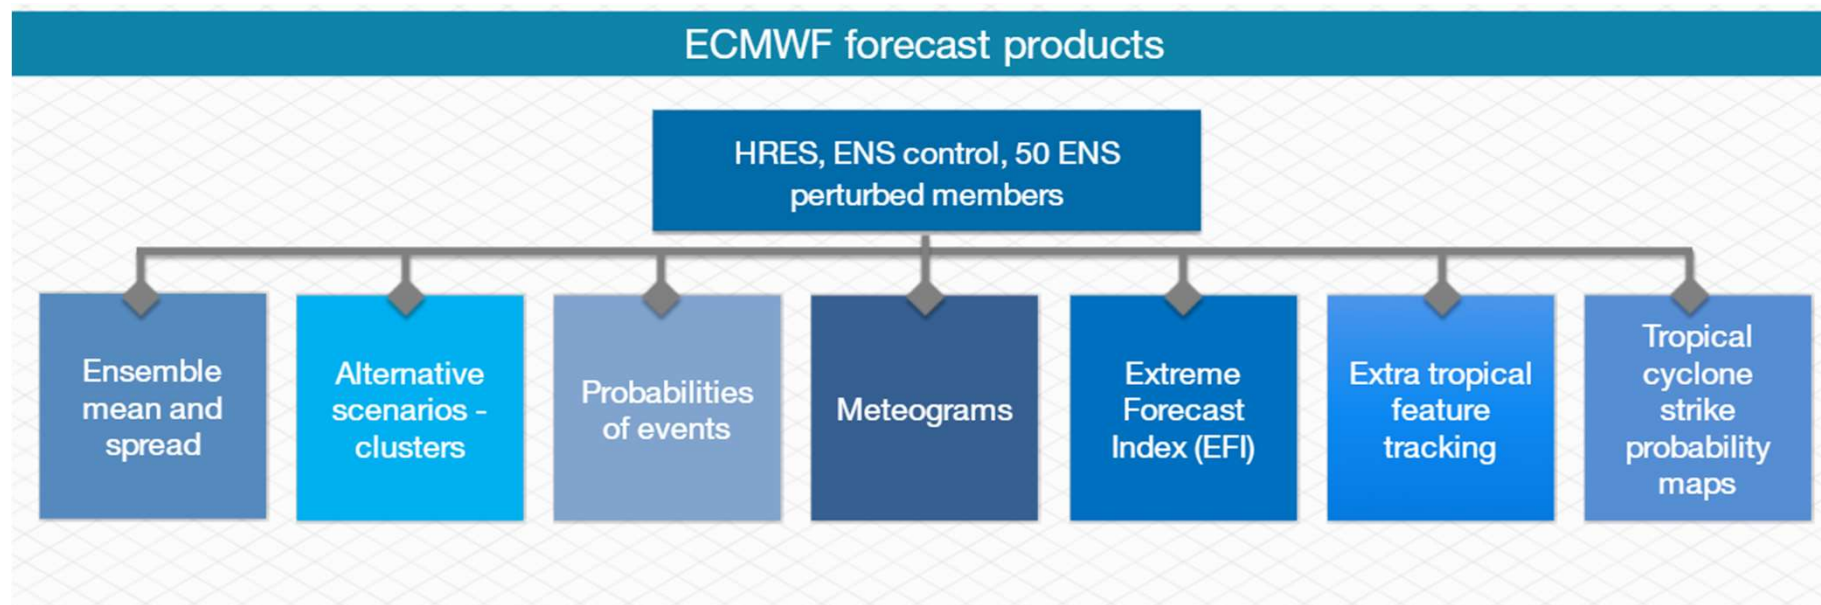 ECMWF forecast products
HRES, ENS control, 50 ENS
perturbed members
Ensemble
mean and
spread
Alternative
scenarios -
clusters
Probabilities
of events
Meteograms
Extreme
Forecast
Index (EFI)
Extra tropical
feature
tracking
Tropical
cyclone
strike
probability
maps